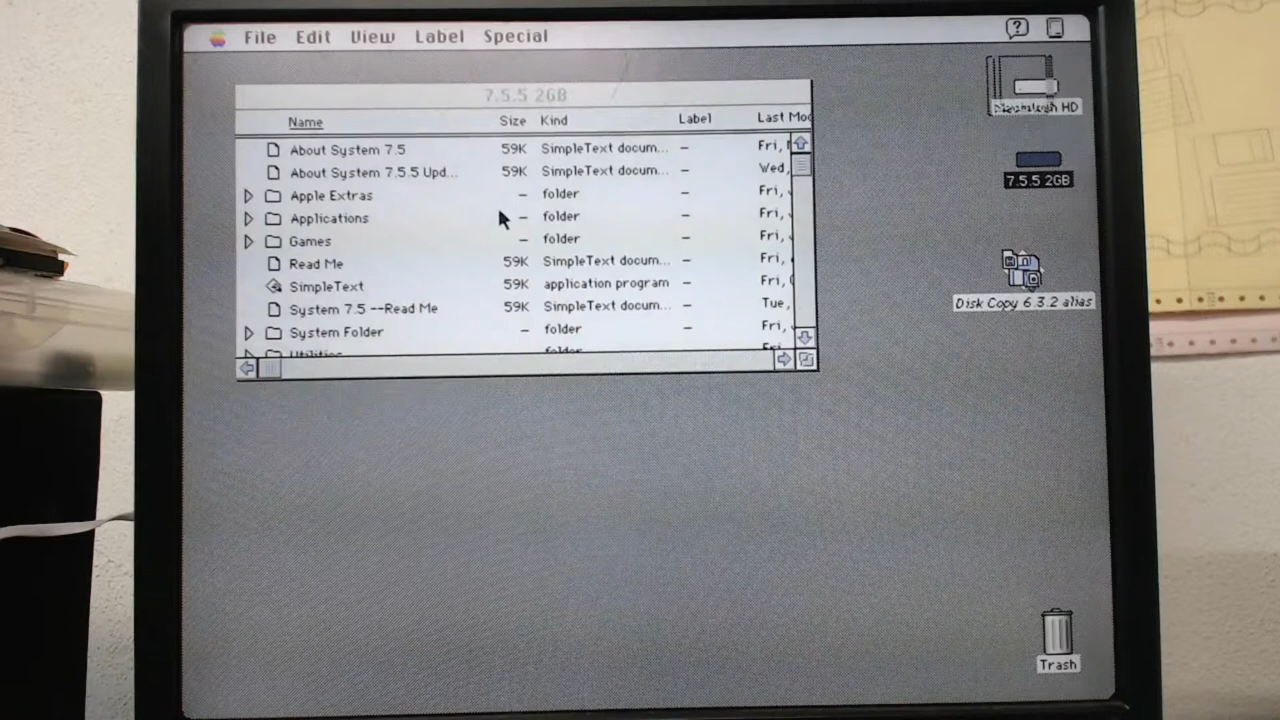 File Edit View Label Special
7.5.5 2GB
Name Size Kind Label Last Mod
About System 7.5 59K SimpleText docum... – Fri,
About System 7.5.5 Upd... 59K SimpleText docum... – Wed,
Apple Extras – folder – Fri,
Applications – folder – Fri,
Games – folder – Fri,
Read Me 59K SimpleText docum... – Fri,
SimpleText 59K application program – Fri,
System 7.5 --Read Me 59K SimpleText docum... – Tue,
System Folder – folder – Fri,
Utilities folder Fri
Macintosh HD
7.5.5 2GB
Disk Copy 6.3.2 alias
Trash